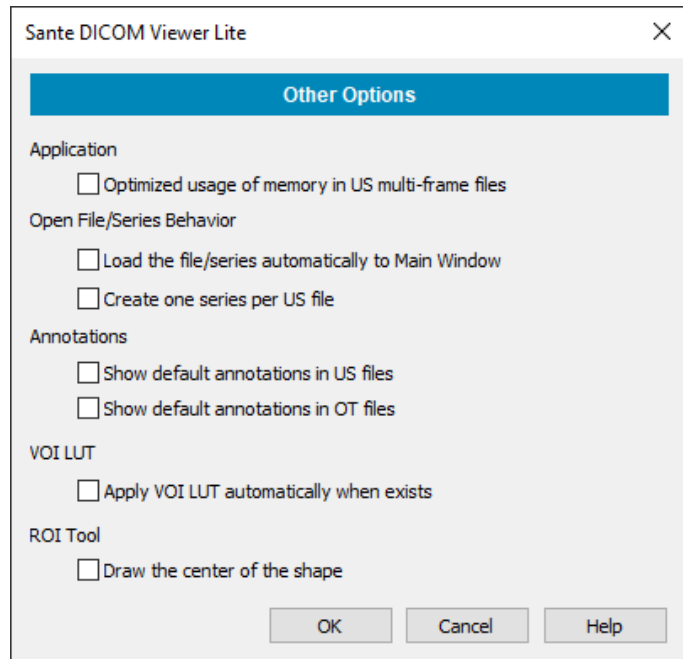 Sante DICOM Viewer Lite
Other Options
Application
Optimized usage of memory in US multi-frame files
Open File/Series Behavior
Load the file/series automatically to Main Window
Create one series per US file
Annotations
Show default annotations in US files
Show default annotations in OT files
VOI LUT
Apply VOI LUT automatically when exists
ROI Tool
Draw the center of the shape
OK Cancel Help